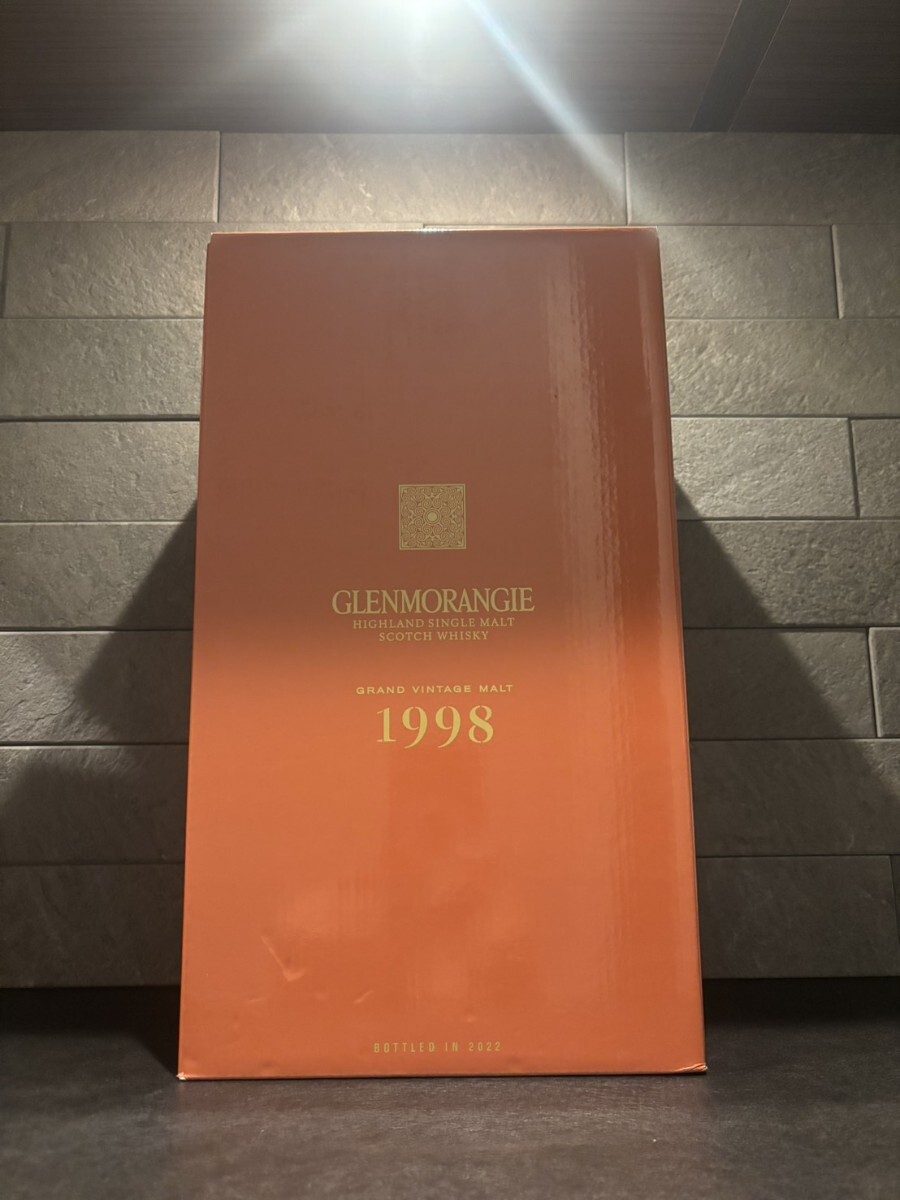 GLENMORANGIE
HIGHLAND SINGLE MALT
SCOTCH WHISKY
GRAND VINTAGE MALT
1998
BOTTLED IN 2022